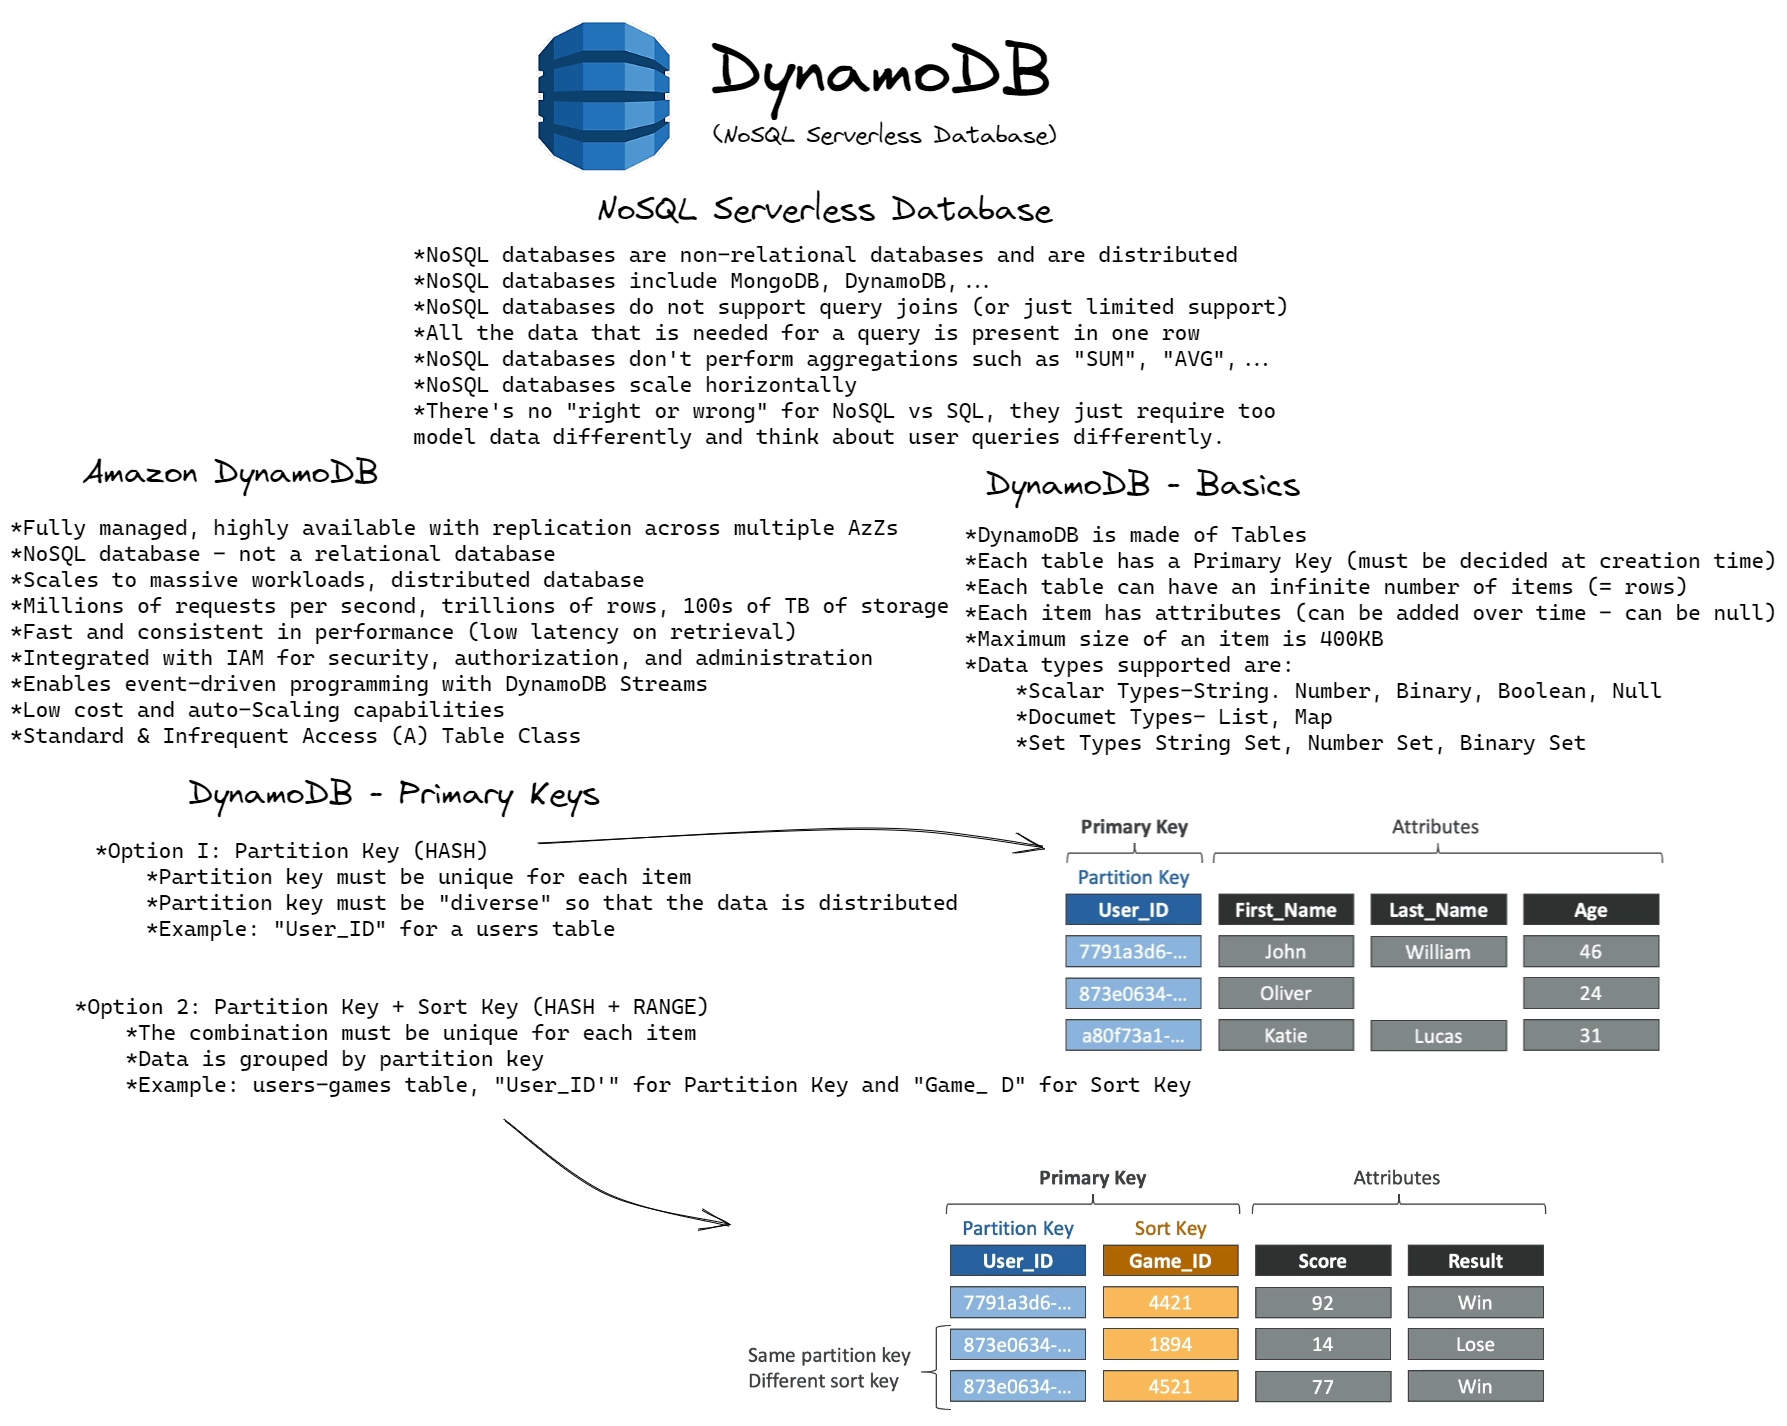 DynamoDB
(NoSQL Serverless Database)
NoSQL Serverless Database
*NoSQL databases are non-relational databases and are distributed
*NoSQL databases include MongoDB, DynamoDB,...
*NoSQL databases do not support query joins (or just limited support)
*All the data that is needed for a query is present in one row
*NoSQL databases don't perform aggregations such as "SUM", "AVG",...
*NoSQL databases scale horizontally
*There's no "right or wrong" for NoSQL vs SQL, they just require too
model data differently and think about user queries differently.
Amazon DynamoDB
*Fully managed, highly available with replication across multiple AzZs
*NoSQL database - not a relational database
*Scales to massive workloads, distributed database
*Millions of requests per second, trillions of rows, 100s of TB of storage
*Fast and consistent in performance (low latency on retrieval)
*Integrated with IAM for security, authorization, and administration
*Enables event-driven programming with DynamoDB Streams
*Low cost and auto-Scaling capabilities
*Standard & Infrequent Access (A) Table Class
DynamoDB - Basics
*DynamoDB is made of Tables
*Each table has a Primary Key (must be decided at creation time)
*Each table can have an infinite number of items (= rows)
*Each item has attributes (can be added over time - can be null)
*Maximum size of an item is 400KB
*Data types supported are:
*Scalar Types-String. Number, Binary, Boolean, Null
*Documet Types- List, Map
*Set Types String Set, Number Set, Binary Set
DynamoDB - Primary Keys
*Option I: Partition Key (HASH)
*Partition key must be unique for each item
*Partition key must be "diverse" so that the data is distributed
*Example: "User_ID" for a users table
*Option 2: Partition Key + Sort Key (HASH + RANGE)
*The combination must be unique for each item
*Data is grouped by partition key
*Example: users-games table, "User_ID'" for Partition Key and "Game_ D" for Sort Key
Primary Key Attributes
Partition Key
User_ID First_Name Last_Name Age
7791a3d6-... John William 46
873e0634-... Oliver 24
a80f73a1-... Katie Lucas 31
Primary Key Attributes
Partition Key Sort Key
User_ID Game_ID Score Result
7791a3d6-... 4421 92 Win
873e0634-... 1894 14 Lose
873e0634-... 4521 77 Win
Same partition key
Different sort key